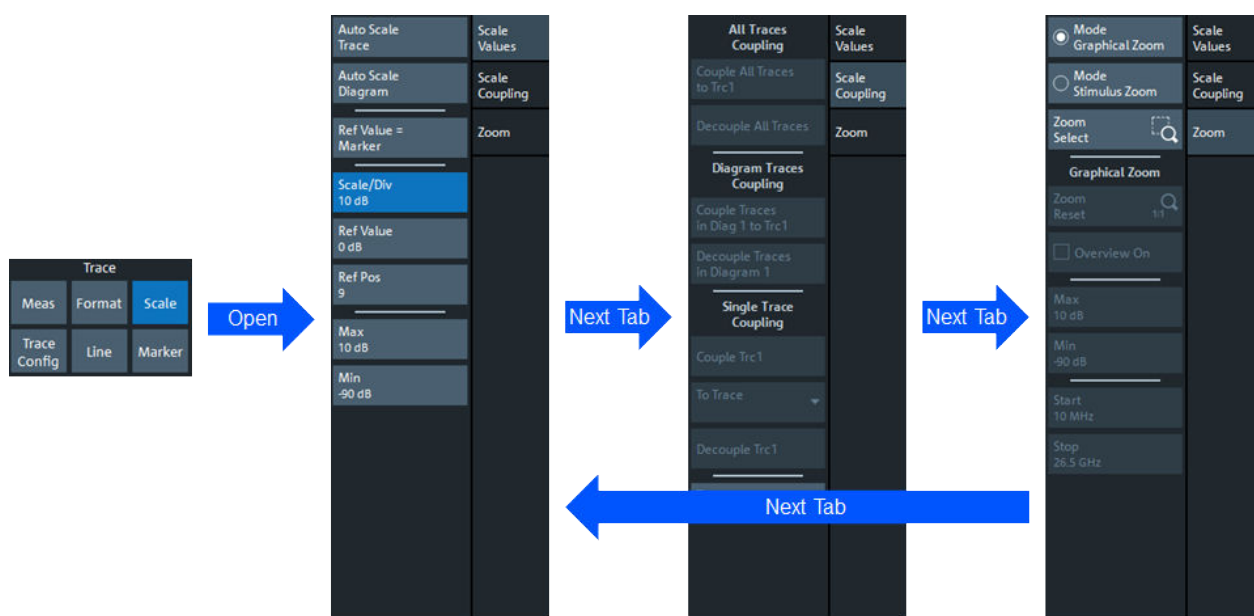 Trace
Meas
Format
Scale
Trace
Config
Line
Marker
Open
Auto Scale
Trace
Auto Scale
Diagram
Ref Value =
Marker
Scale/Div
10 dB
Ref Value
0 dB
Ref Pos
9
Max
10 dB
Min
-90 dB
Scale
Values
Scale
Coupling
Zoom
Next Tab
All Traces
Coupling
Couple All Traces
to Trc1
Decouple All Traces
Diagram Traces
Coupling
Couple Traces
in Diag 1 to Trc1
Decouple Traces
in Diagram 1
Single Trace
Coupling
Couple Trc1
To Trace
Decouple Trc1
Scale
Values
Scale
Coupling
Zoom
Next Tab
Mode
Graphical Zoom
Mode
Stimulus Zoom
Zoom
Select
Graphical Zoom
Zoom
Reset
1:1
Overview On
Max
10 dB
Min
-90 dB
Start
10 MHz
Stop
26.5 GHz
Scale
Values
Scale
Coupling
Zoom
Next Tab